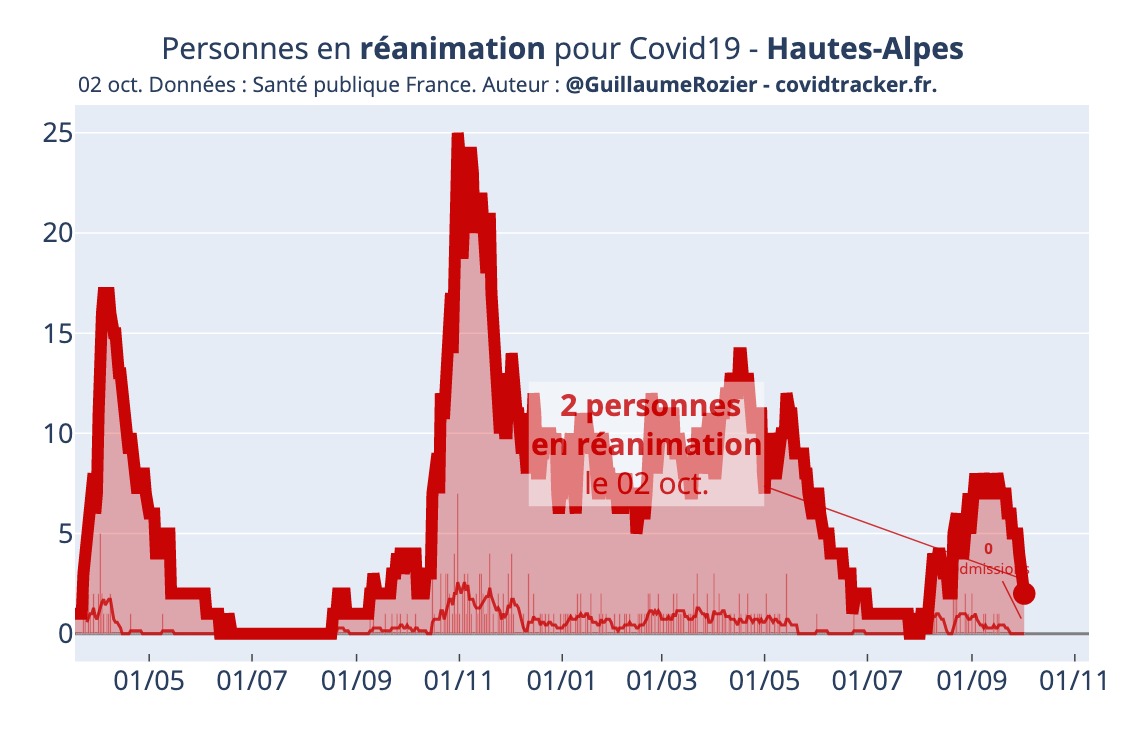 Personnes en réanimation pour Covid19 - Hautes-Alpes
02 oct. Données : Santé publique France. Auteur : @GuillaumeRozier - covidtracker.fr.
25
20
15
10
5
0
2 personnes
en réanimation
le 02 oct.
0
admissions
01/05 01/07 01/09 01/11 01/01 01/03 01/05 01/07 01/09 01/11